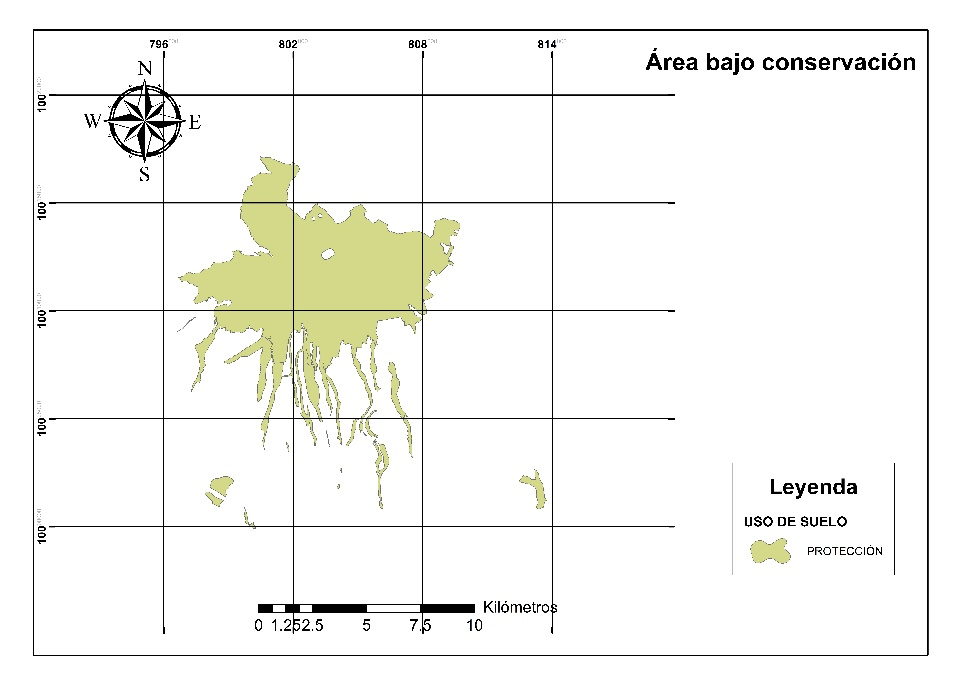 796 802 808 814
Área bajo conservación
N
W E
S
100
100
100
100
100
Leyenda
USO DE SUELO
PROTECCIÓN
Kilómetros
0 1.25 2.5 5 7.5 10